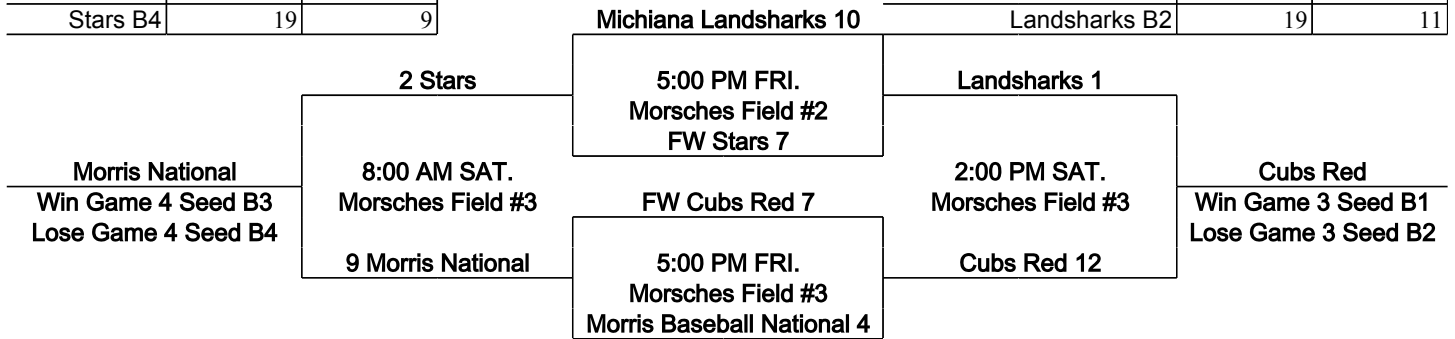 Stars B4 19 9 Michiana Landsharks 10 Landsharks B2 19 11
2 Stars 5:00 PM FRI. Landsharks 1
Morsches Field #2
FW Stars 7
Morris National 8:00 AM SAT. 2:00 PM SAT. Cubs Red
Win Game 4 Seed B3 Morsches Field #3 FW Cubs Red 7 Morsches Field #3 Win Game 3 Seed B1
Lose Game 4 Seed B4 Lose Game 3 Seed B2
9 Morris National 5:00 PM FRI. Cubs Red 12
Morsches Field #3
Morris Baseball National 4